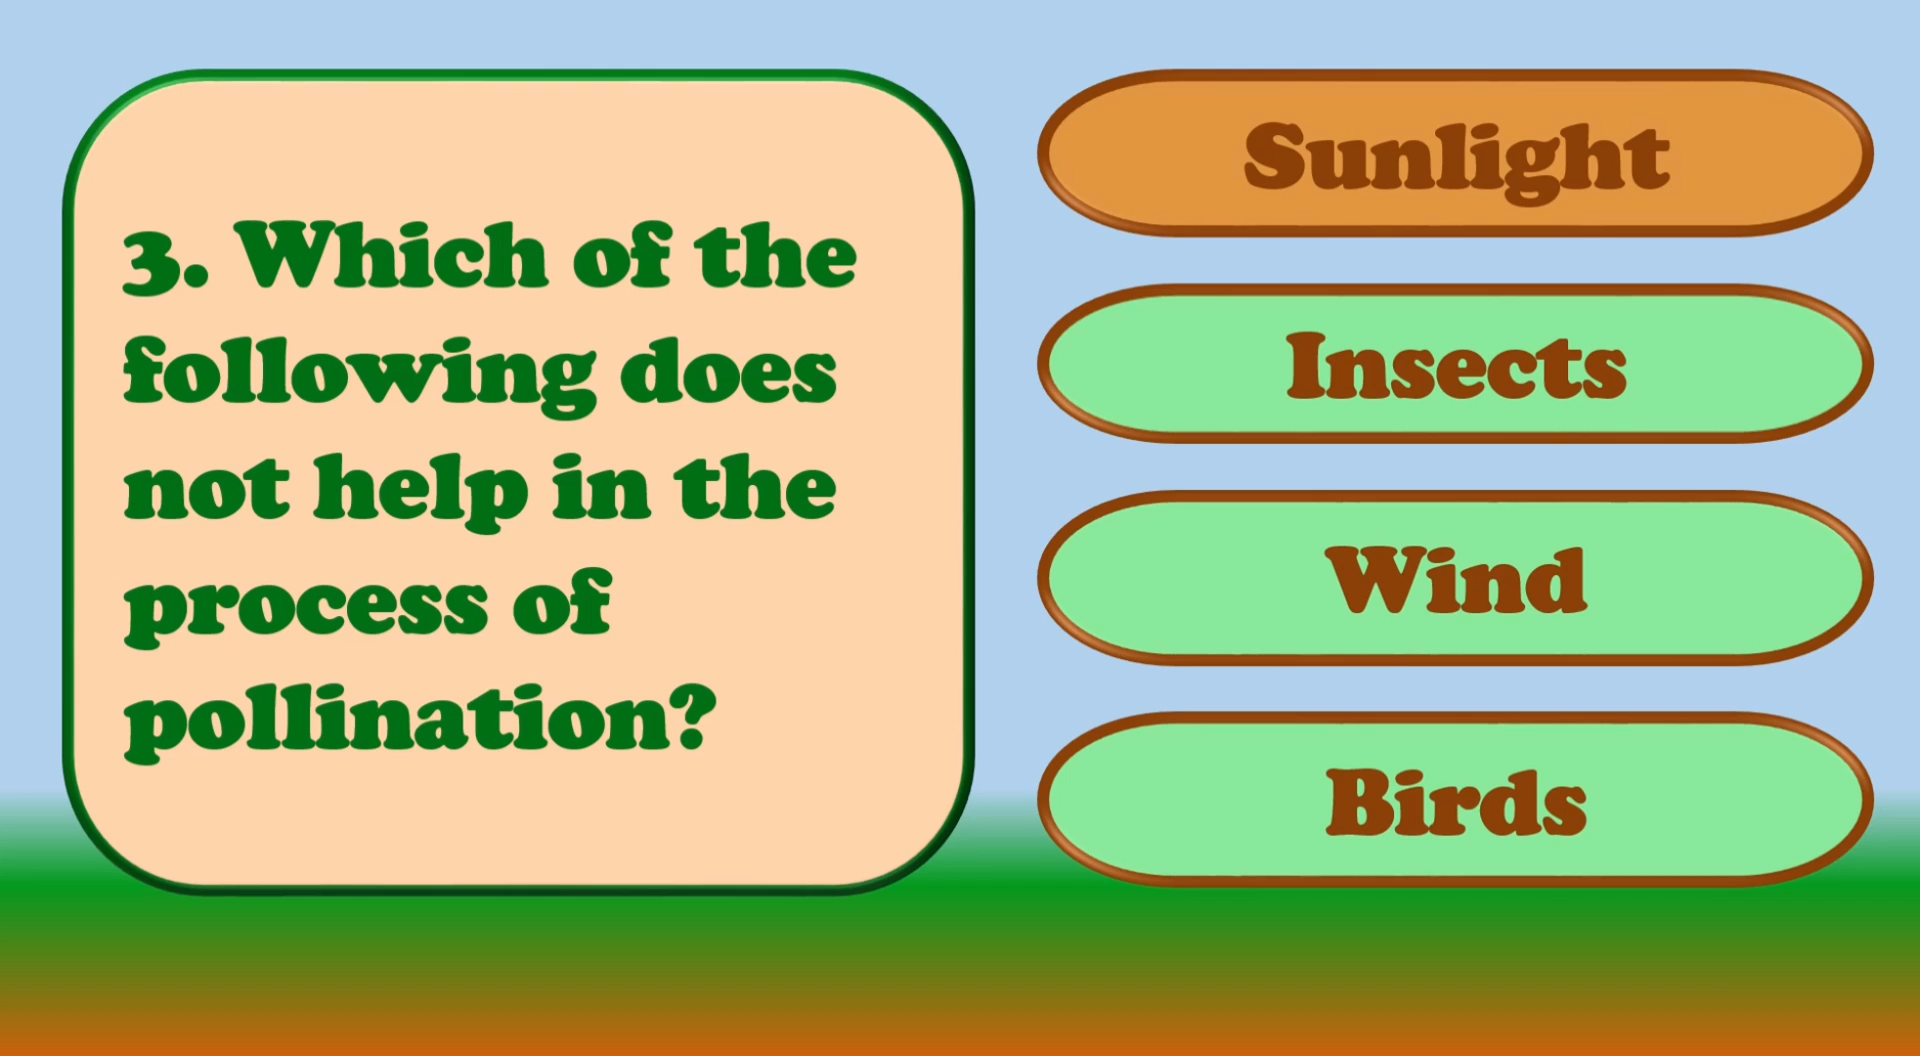 3. Which of the
following does
not help in the
process of
pollination?
Sunlight
Insects
Wind
Birds